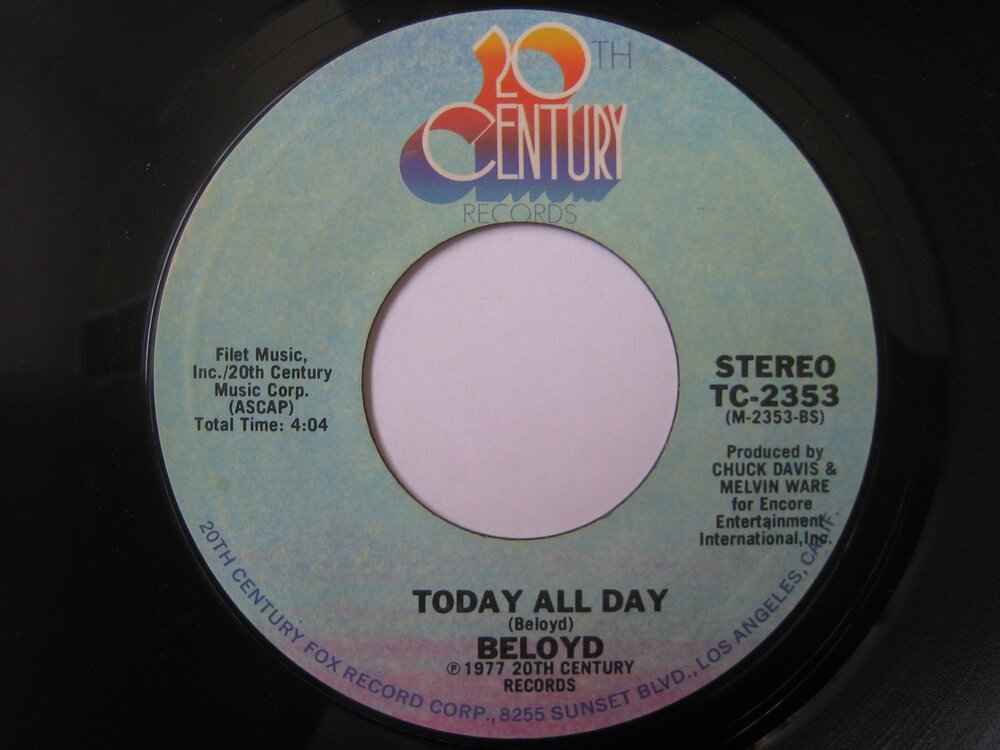 20TH
CENTURY
RECORDS
Filet Music,
Inc./20th Century
Music Corp.
(ASCAP)
Total Time: 4:04
STEREO
TC-2353
(M-2353-BS)
Produced by
CHUCK DAVIS &
MELVIN WARE
for Encore
Entertainment
International,Inc.
TODAY ALL DAY
(Beloyd)
BELOYD
℗ 1977 20TH CENTURY
RECORDS
20TH CENTURY FOX RECORD CORP., 8255 SUNSET BLVD., LOS ANGELES, CALIF.